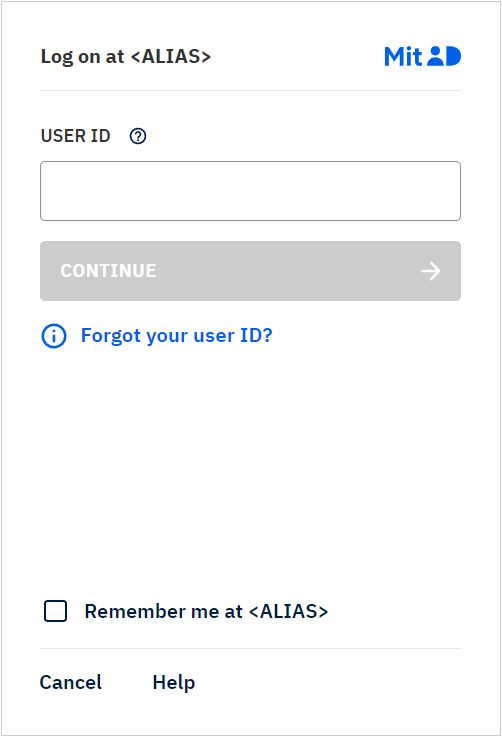 Log on at <ALIAS>
MitID
USER ID
CONTINUE
Forgot your user ID?
Remember me at <ALIAS>
Cancel Help